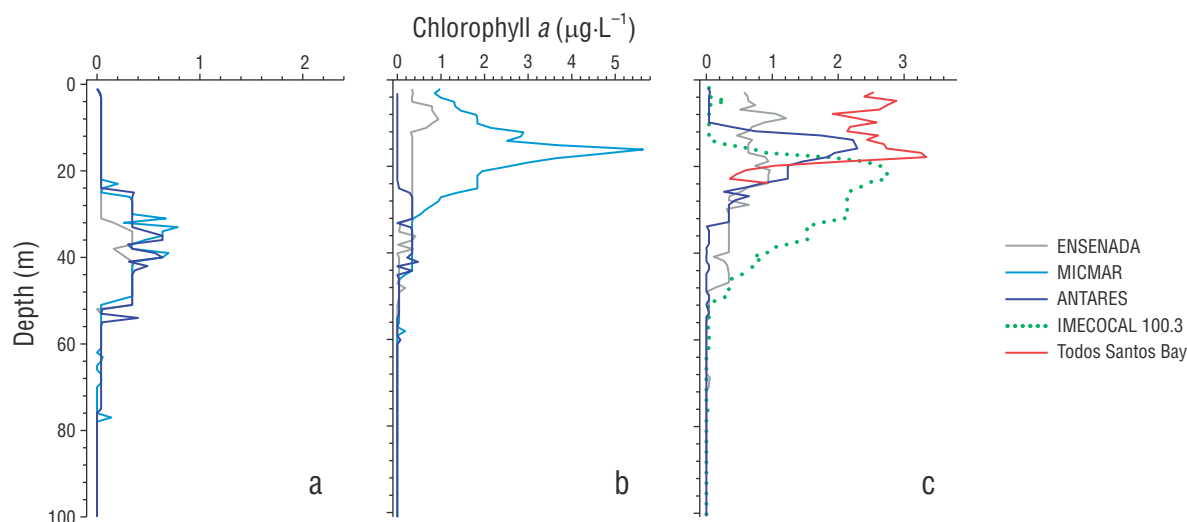 Chlorophyll a (µg·L⁻¹)
0 1 2
0 1 2 3 4 5
0 1 2 3
0
20
40
60
80
100
Depth (m)
a
b
c
ENSENADA
MICMAR
ANTARES
IMECOCAL 100.3
Todos Santos Bay